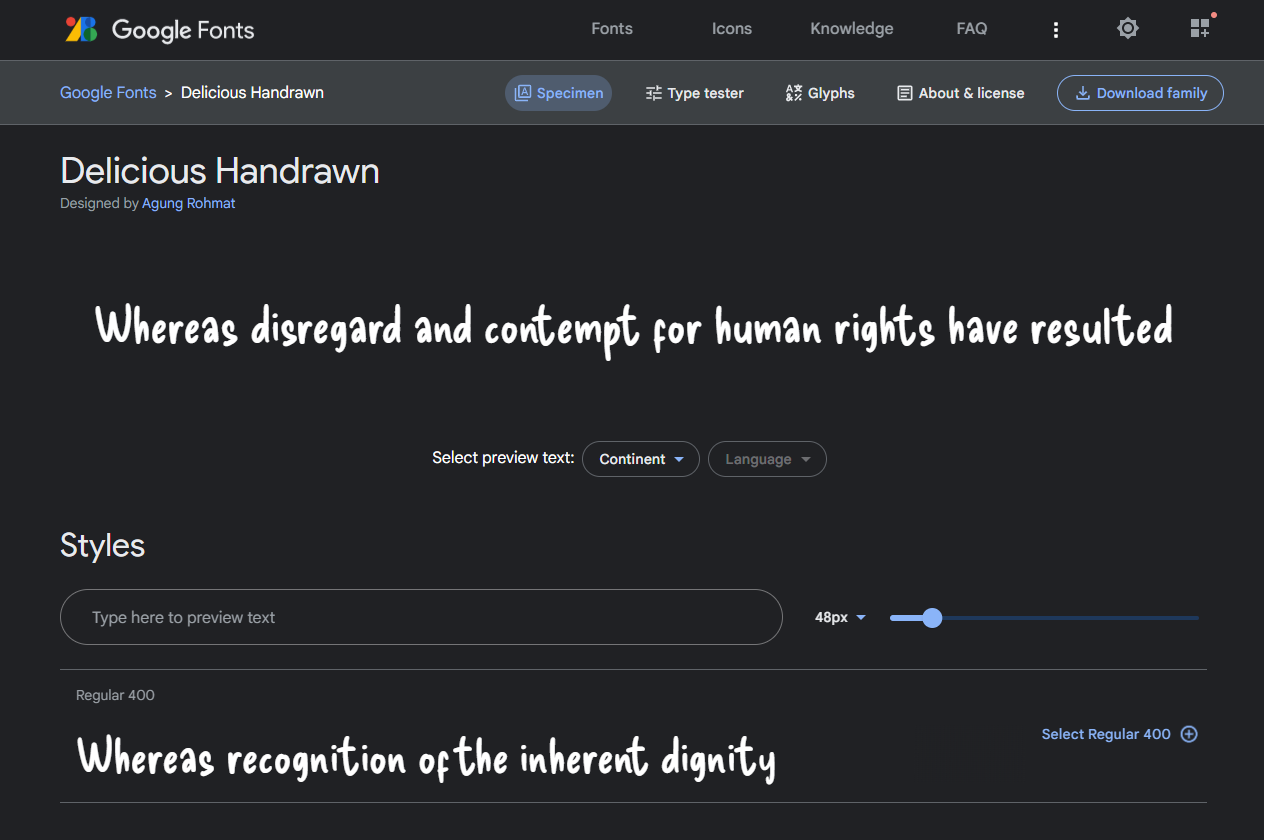 Google Fonts
Fonts Icons Knowledge FAQ
Google Fonts > Delicious Handrawn
Specimen Type tester Glyphs About & license Download family
Delicious Handrawn
Designed by Agung Rohmat
Whereas disregard and contempt for human rights have resulted
Select preview text: Continent Language
Styles
Type here to preview text 48px
Regular 400
Select Regular 400
Whereas recognition of the inherent dignity